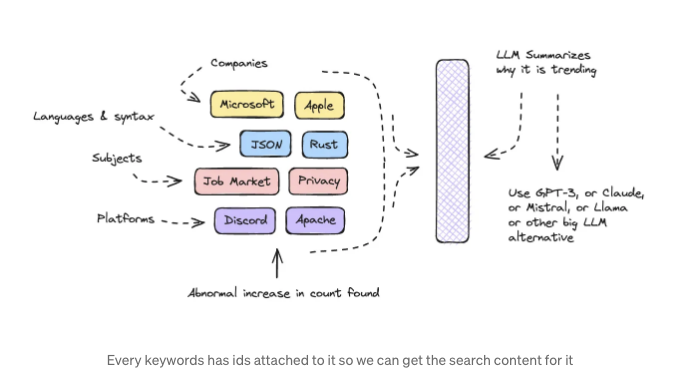 Companies
LLM Summarizes
why it is trending
Microsoft
Apple
Languages & syntax
JSON
Rust
Subjects
Job Market
Privacy
Platforms
Discord
Apache
Use GPT-3, or Claude,
or Mistral, or Llama
or other big LLM
alternative
Abnormal increase in count found
Every keywords has ids attached to it so we can get the search content for it